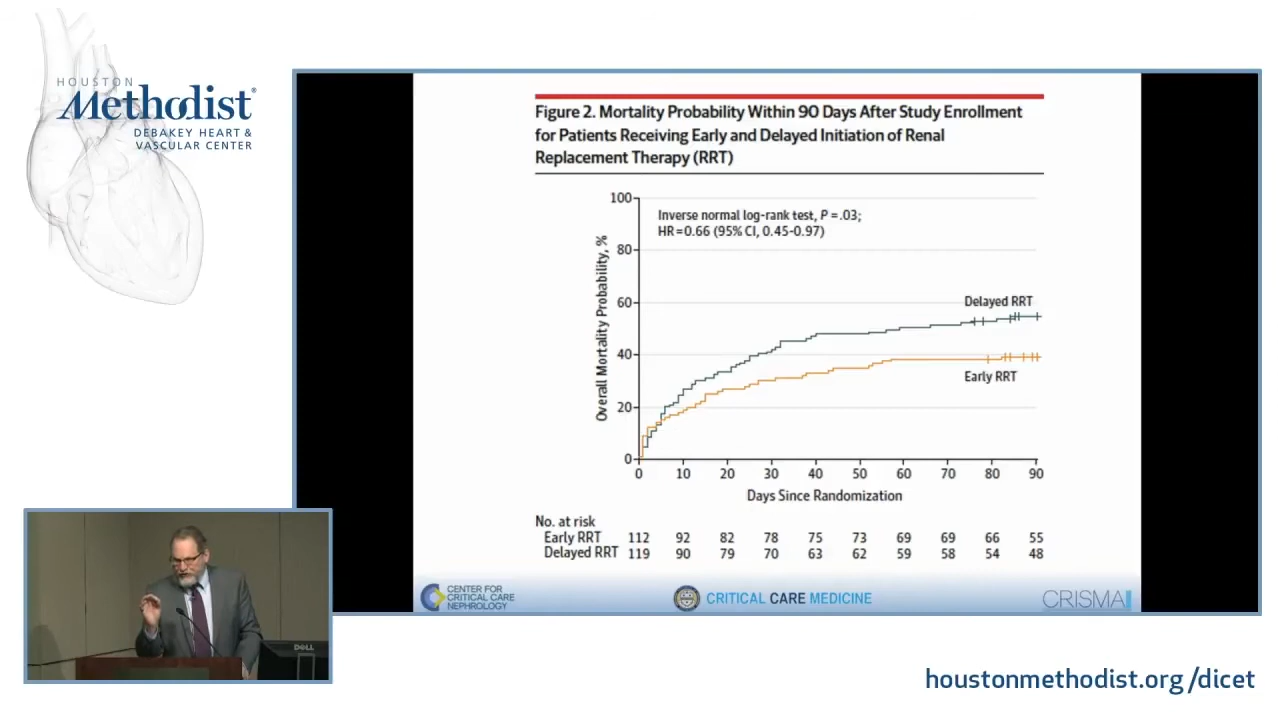 HOUSTON
Methodist®
DEBAKEY HEART &
VASCULAR CENTER
Figure 2. Mortality Probability Within 90 Days After Study Enrollment
for Patients Receiving Early and Delayed Initiation of Renal
Replacement Therapy (RRT)
Inverse normal log-rank test, P = .03;
HR = 0.66 (95% CI, 0.45-0.97)
Overall Mortality Probability, %
100
80
60
40
20
0
Delayed RRT
Early RRT
0 10 20 30 40 50 60 70 80 90
Days Since Randomization
No. at risk
Early RRT 112 92 82 78 75 73 69 69 66 55
Delayed RRT 119 90 79 70 63 62 59 58 54 48
CENTER FOR
CRITICAL CARE
NEPHROLOGY
CRITICAL CARE MEDICINE
CRISMA
DELL
houstonmethodist.org/dicet